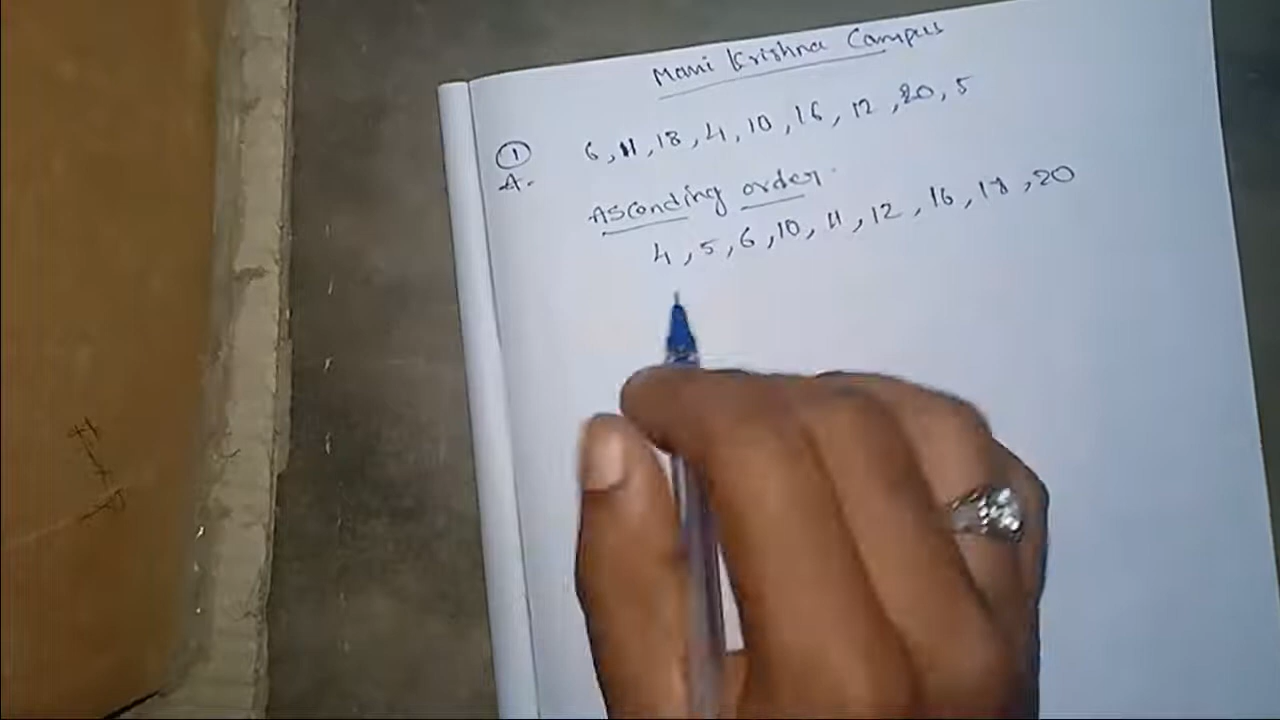 Mani Krishna Campus
① 6, 11, 18, 4, 10, 16, 12, 20, 5
A.
Asconding order.
4, 5, 6, 10, 11, 12, 16, 18, 20